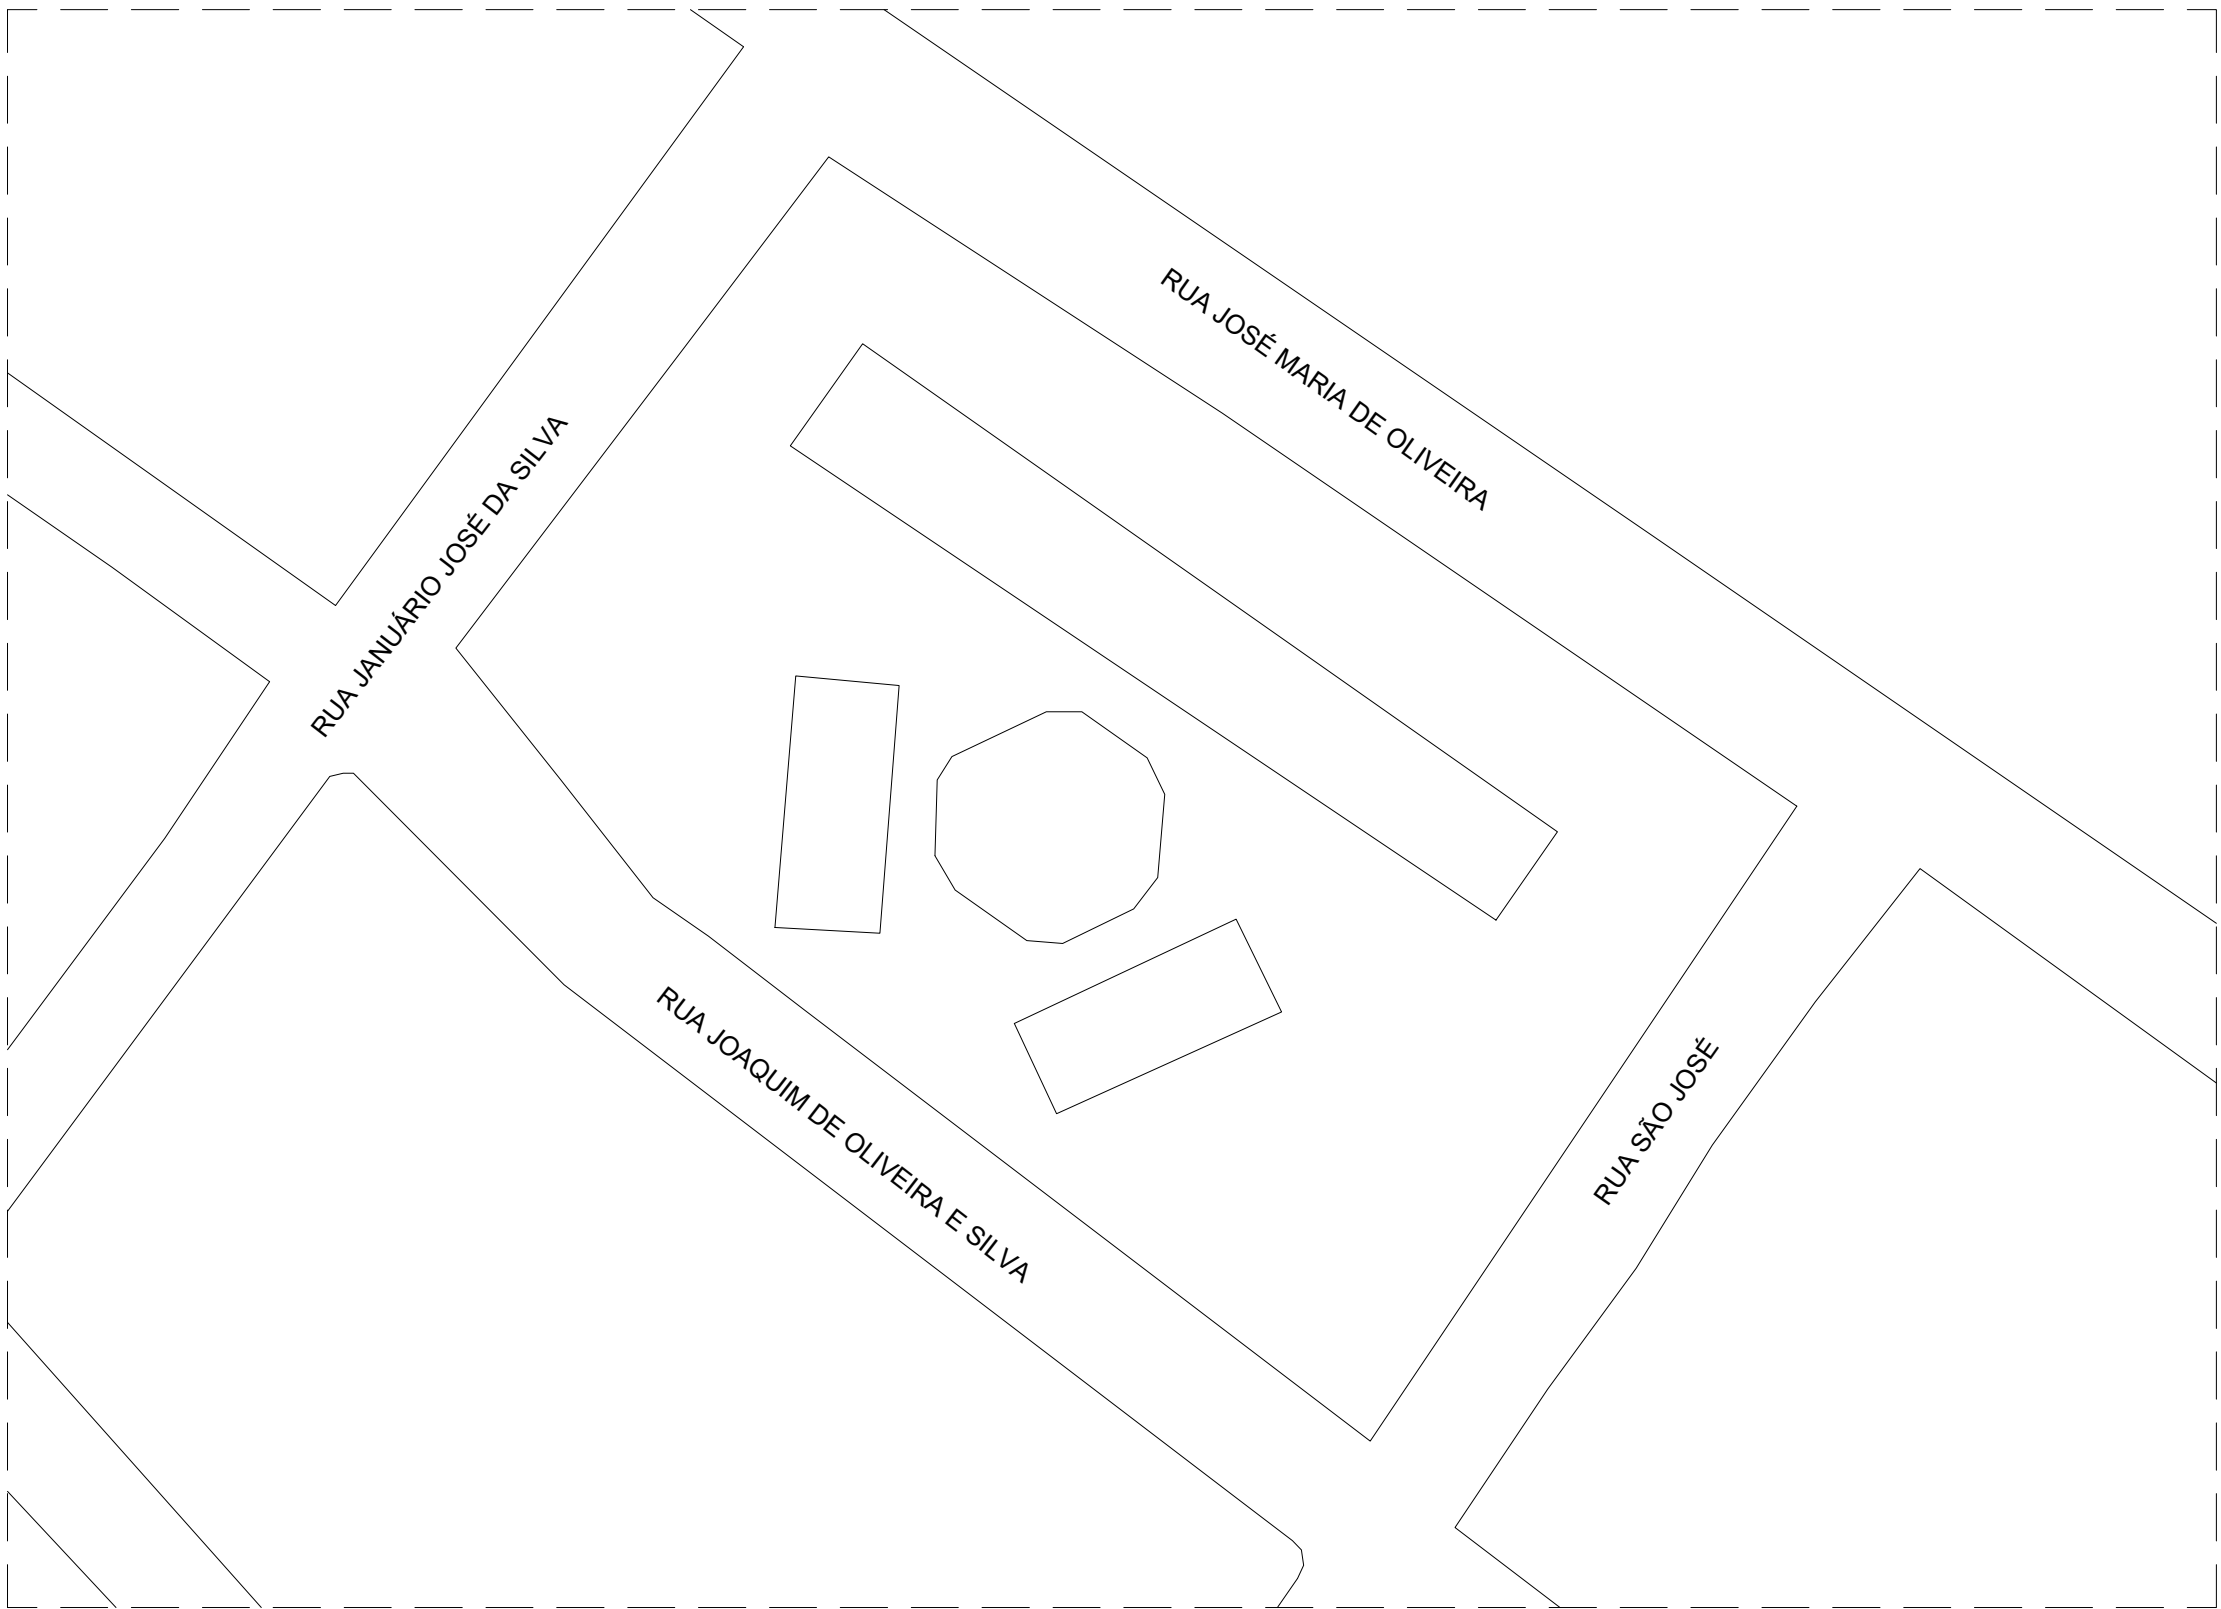 RUA JOSÉ MARIA DE OLIVEIRA
RUA JANUÁRIO JOSÉ DA SILVA
RUA JOAQUIM DE OLIVEIRA E SILVA
RUA SÃO JOSÉ